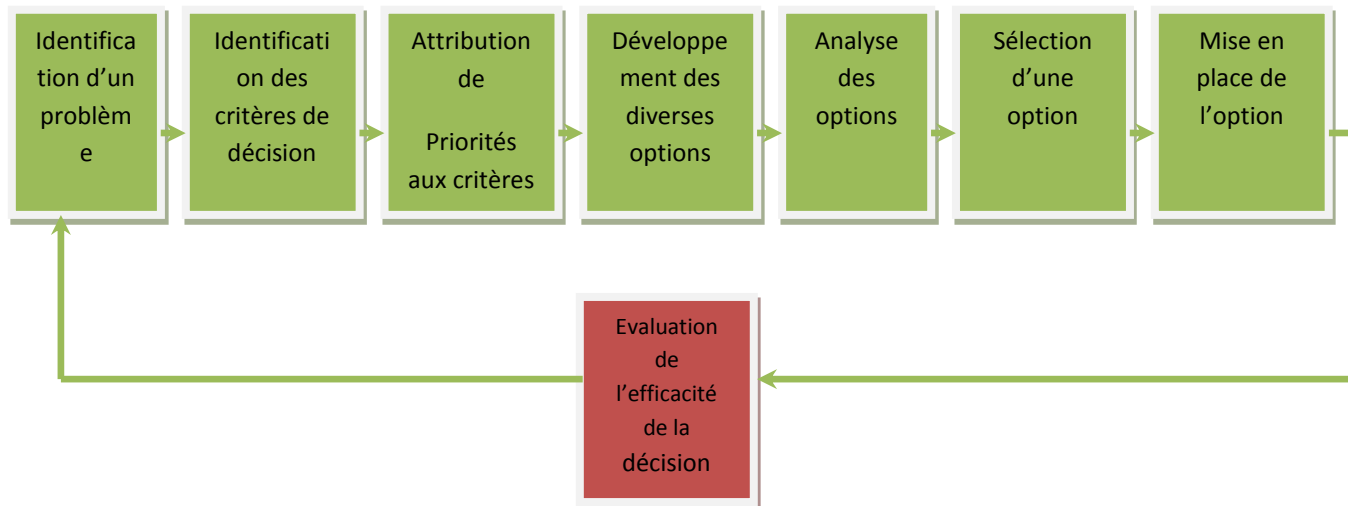 Identifica
tion d’un
problèm
e
Identificati
on des
critères de
décision
Attribution
de
Priorités
aux critères
Développe
ment des
diverses
options
Analyse
des
options
Sélection
d’une
option
Mise en
place de
l’option
Evaluation
de
l’efficacité
de la
décision